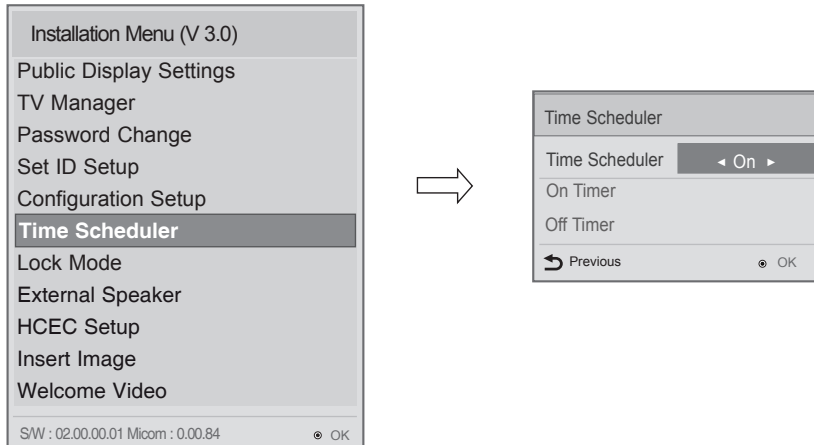 Installation Menu (V 3.0)
Public Display Settings
TV Manager
Password Change
Set ID Setup
Configuration Setup
Time Scheduler
Lock Mode
External Speaker
HCEC Setup
Insert Image
Welcome Video
S/W : 02.00.00.01 Micom : 0.00.84 ◉ OK
Time Scheduler
Time Scheduler ◂ On ▸
On Timer
Off Timer
Previous ◉ OK